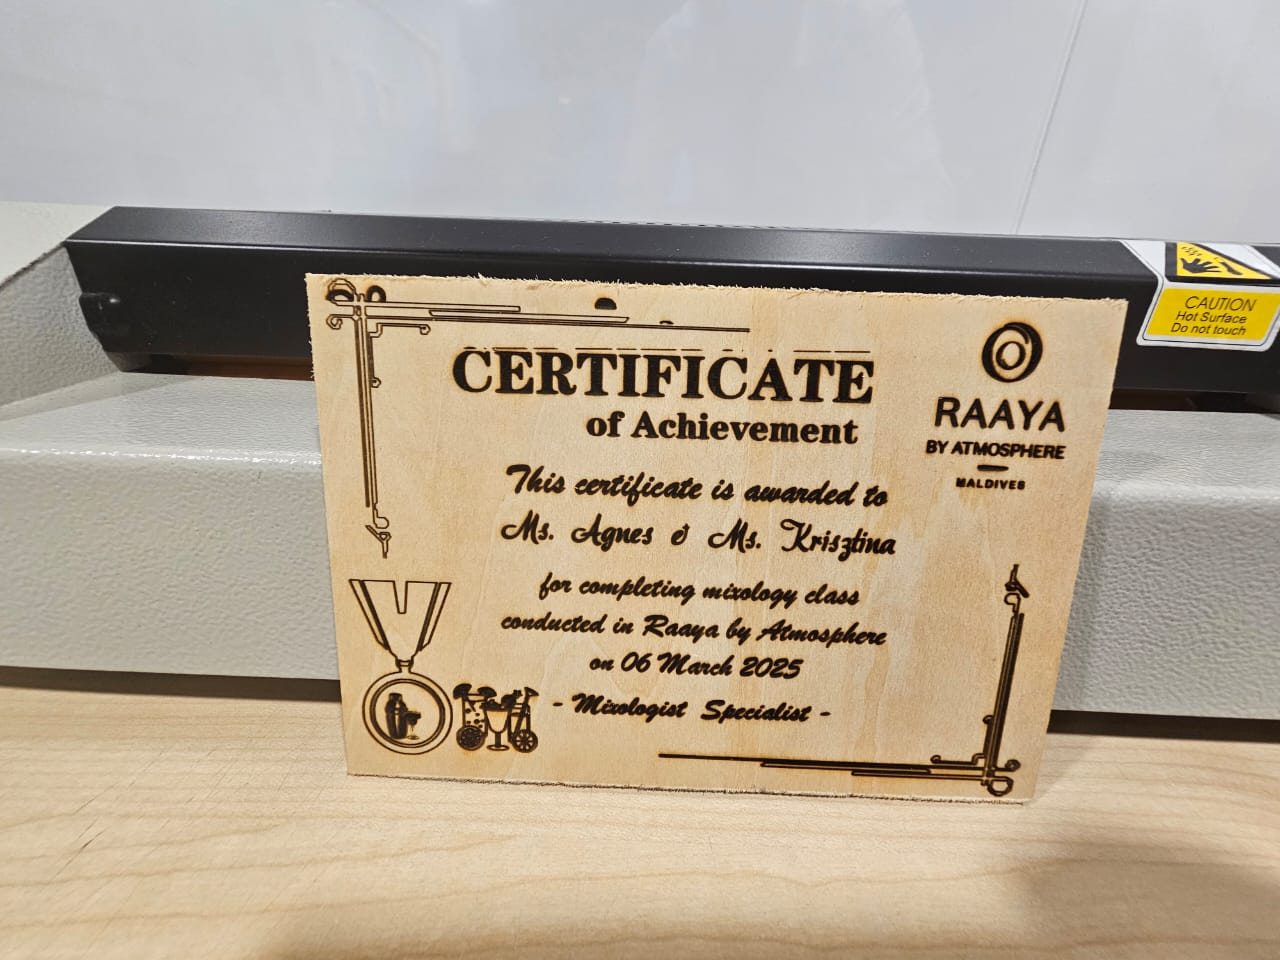 CERTIFICATE
of Achievement
RAAYA
BY ATMOSPHERE
MALDIVES
This certificate is awarded to
Ms. Agnes & Ms. Krisztina
for completing mixology class
conducted in Raaya by Atmosphere
on 06 March 2025
- Mixologist Specialist -
CAUTION
Hot Surface
Do not touch